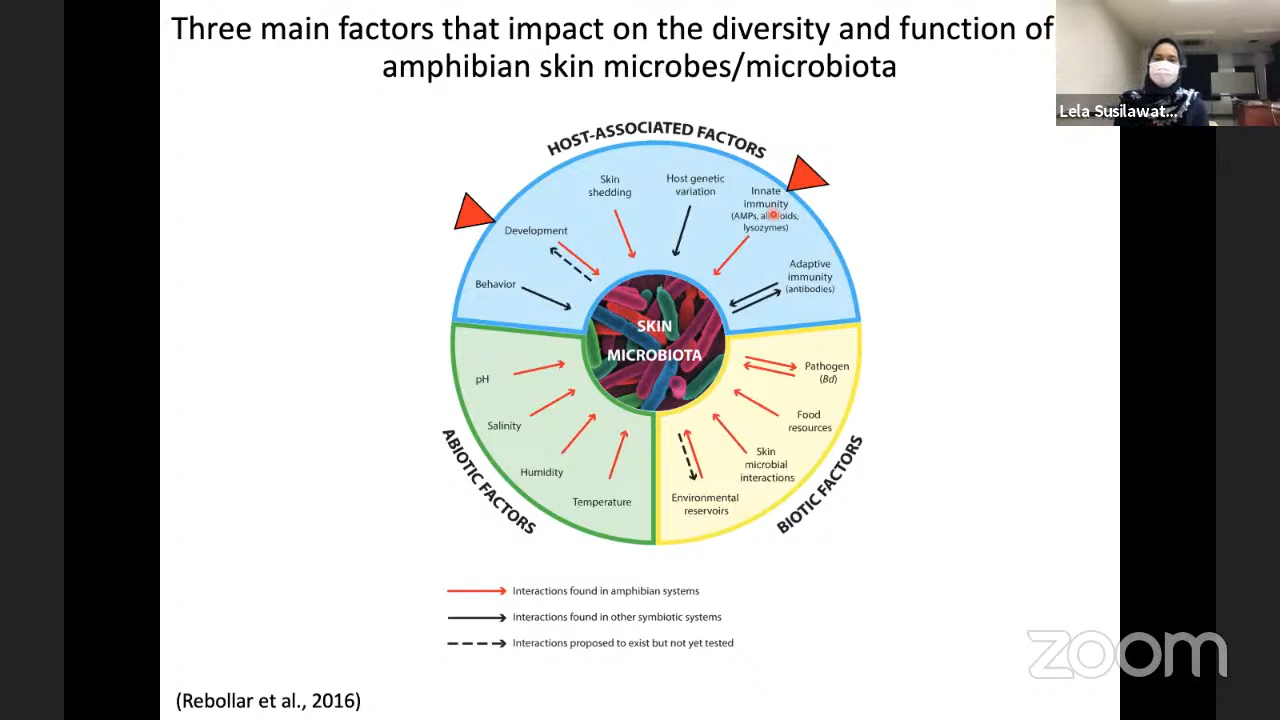 Three main factors that impact on the diversity and function of
amphibian skin microbes/microbiota
Lela Susilawat...
HOST-ASSOCIATED FACTORS
Skin
shedding
Host genetic
variation
Innate
immunity
(AMPs,
lysozymes)
Development
Adaptive
immunity
(antibodies)
Behavior
SKIN
MICROBIOTA
pH
Salinity
Humidity
Temperature
ABIOTIC FACTORS
Pathogen
(Bd)
Food
resources
Skin
microbial
interactions
Environmental
reservoirs
BIOTIC FACTORS
Interactions found in amphibian systems
Interactions found in other symbiotic systems
Interactions proposed to exist but not yet tested
zoom
(Rebollar et al., 2016)